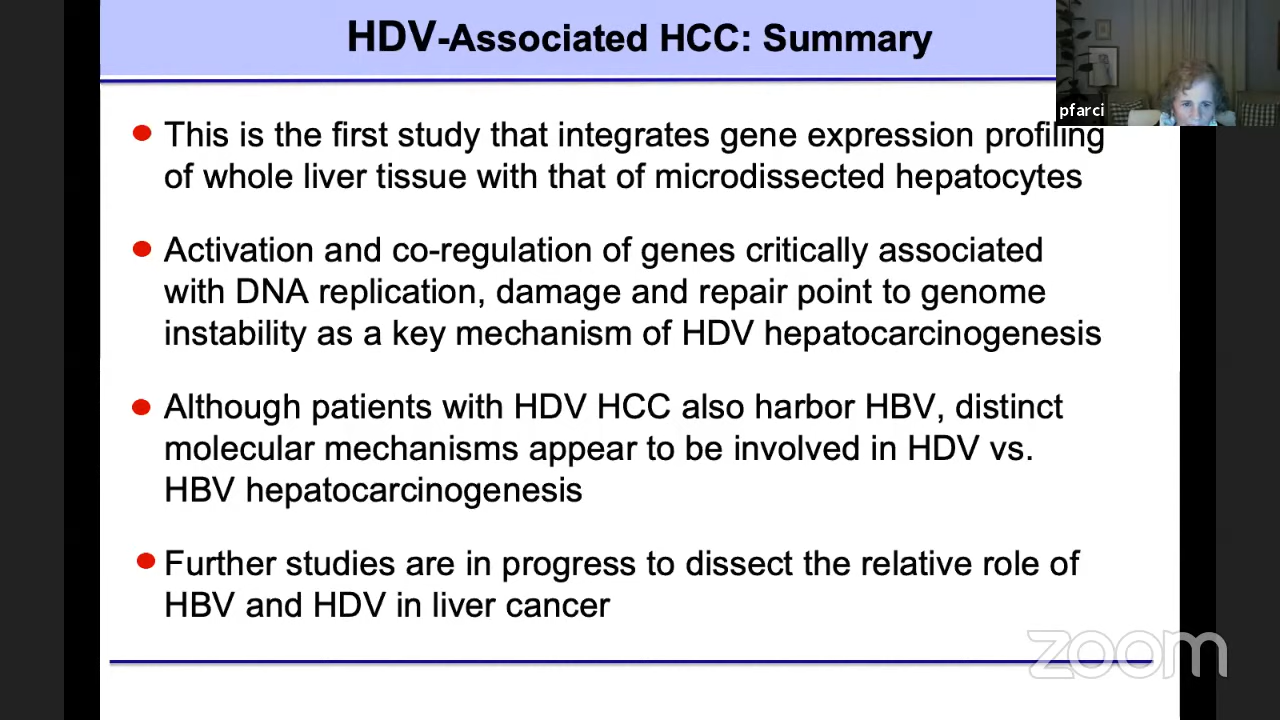 HDV-Associated HCC: Summary
pfarci
This is the first study that integrates gene expression profiling
of whole liver tissue with that of microdissected hepatocytes
Activation and co-regulation of genes critically associated
with DNA replication, damage and repair point to genome
instability as a key mechanism of HDV hepatocarcinogenesis
Although patients with HDV HCC also harbor HBV, distinct
molecular mechanisms appear to be involved in HDV vs.
HBV hepatocarcinogenesis
Further studies are in progress to dissect the relative role of
HBV and HDV in liver cancer
zoom